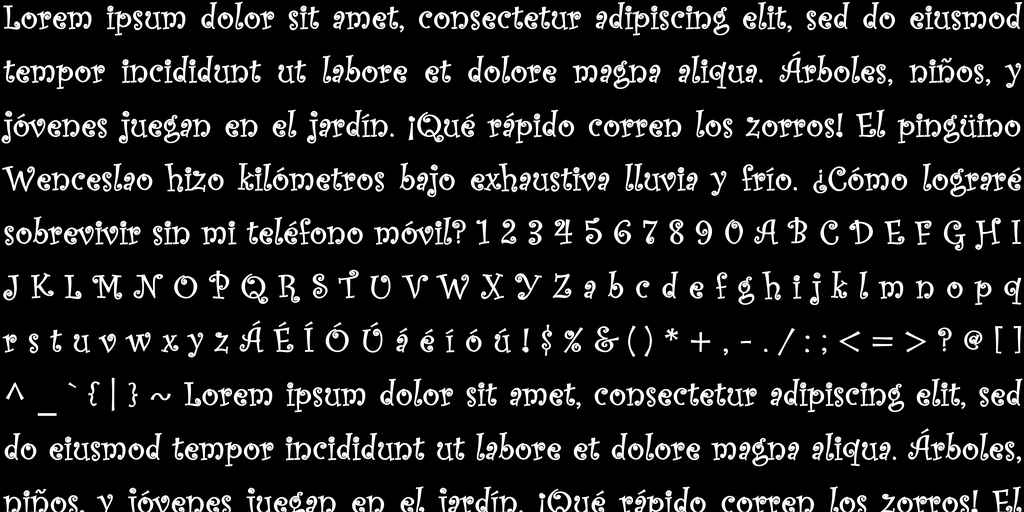 Lorem ipsum dolor sit amet, consectetur adipiscing elit, sed do eiusmod
tempor incididunt ut labore et dolore magna aliqua. Árboles, niños, y
jóvenes juegan en el jardín. ¡Qué rápido corren los zorros! El pingüino
Wenceslao hizo kilómetros bajo exhaustiva lluvia y frío. ¿Cómo lograré
sobrevivir sin mi teléfono móvil? 1 2 3 4 5 6 7 8 9 0 A B C D E F G H I
J K L M N O P Q R S T U V W X Y Z a b c d e f g h i j k l m n o p q
r s t u v w x y z Á É Í Ó Ú á é í ó ú ! $ % & ( ) * + , - . / : ; < = > ? @ [ ]
^ _ ` { | } ~ Lorem ipsum dolor sit amet, consectetur adipiscing elit, sed
do eiusmod tempor incididunt ut labore et dolore magna aliqua. Árboles,
niños, y jóvenes juegan en el jardín. ¡Qué rápido corren los zorros! El